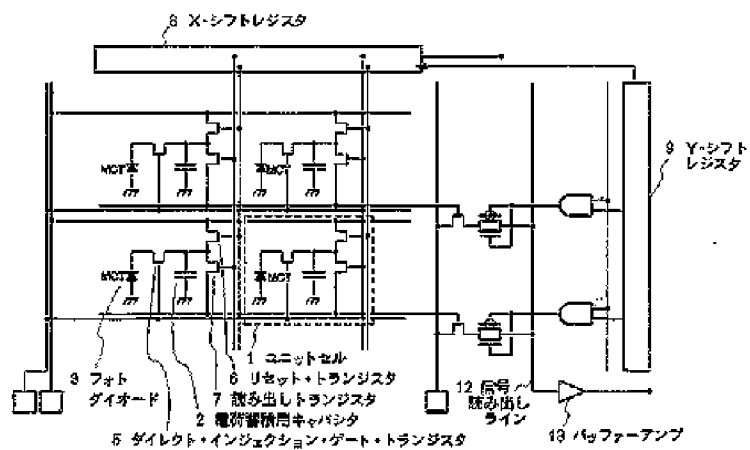 8 X-シフトレジスタ
9 Y-シフト
レジスタ
MCT
MCT
MCT
MCT
1 ユニットセル
3 フォト
ダイオード
6 リセット・トランジスタ
7 読み出しトランジスタ
2 電荷蓄積用キャパシタ
5 ダイレクト・インジェクション・ゲート・トランジスタ
12 信号
読み出し
ライン
13 バッファーアンプ